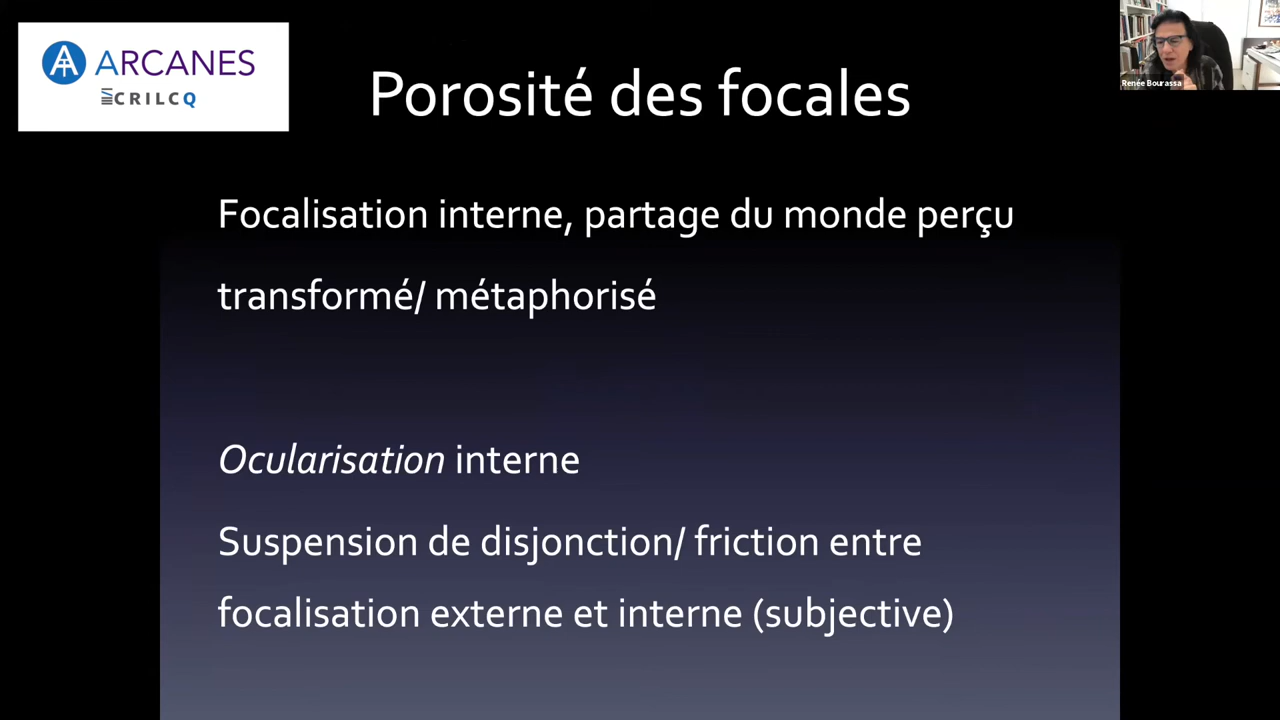 ARCANES
CRILCQ
Porosité des focales
Renée Bourassa
Focalisation interne, partage du monde perçu
transformé/ métaphorisé
Ocularisation interne
Suspension de disjonction/ friction entre
focalisation externe et interne (subjective)